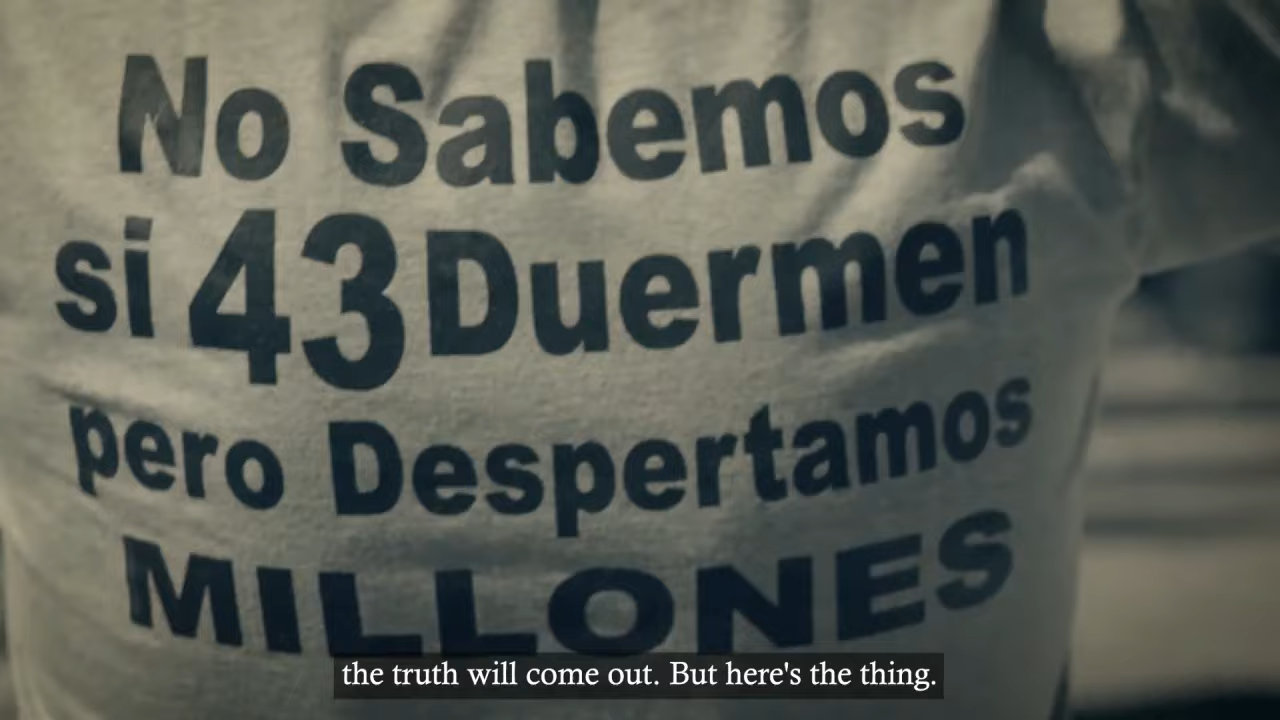 No Sabemos
si 43 Duermen
pero Despertamos
MILLONES
the truth will come out. But here's the thing.